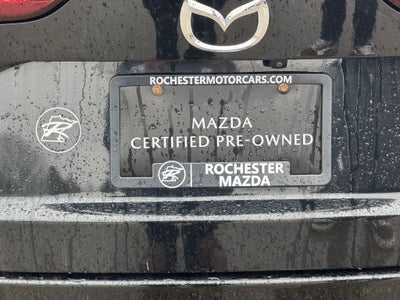 ROCHESTERMOTORCARS.COM
MAZDA
CERTIFIED PRE-OWNED
ROCHESTER
MAZDA